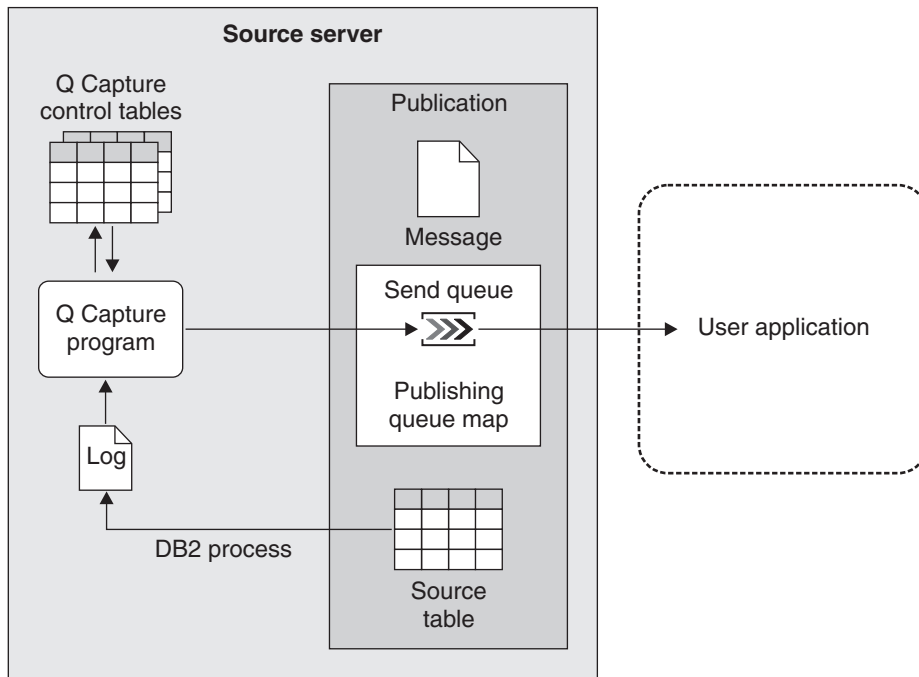 Source server
Q Capture
control tables
Publication
Message
Q Capture
program
Send queue
Publishing
queue map
User application
Log
DB2 process
Source
table